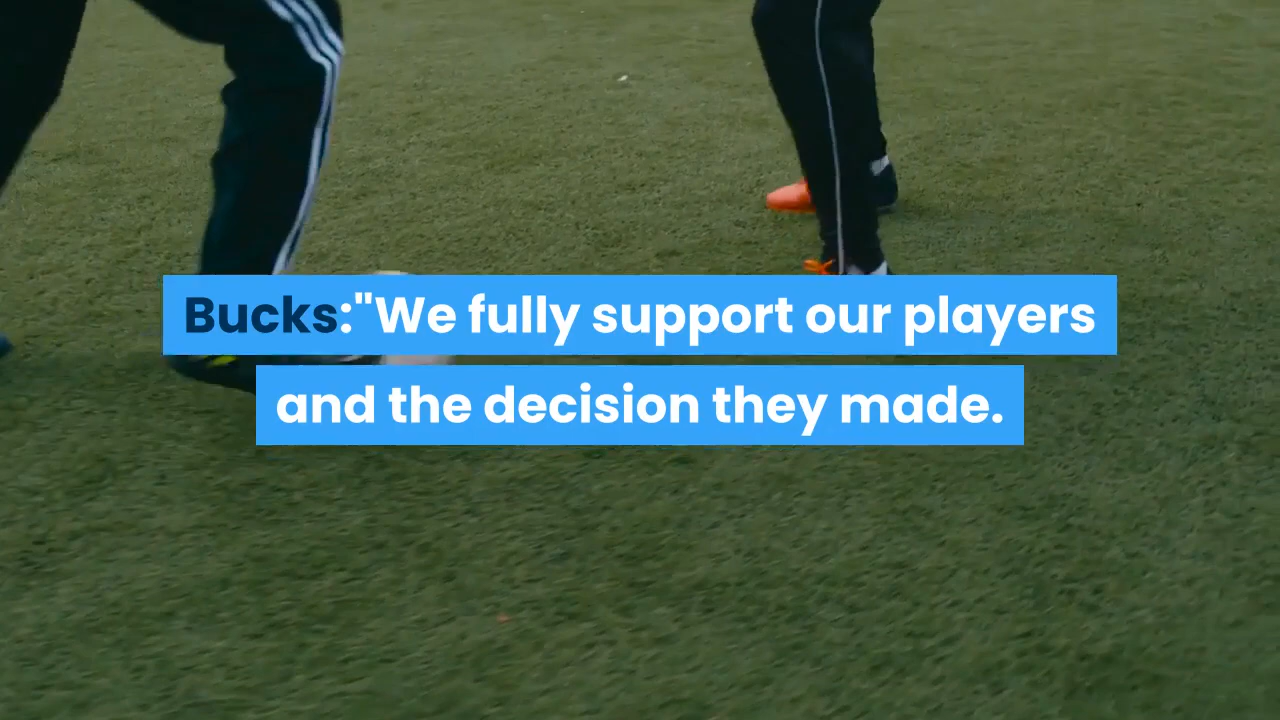 Bucks:"We fully support our players
and the decision they made.